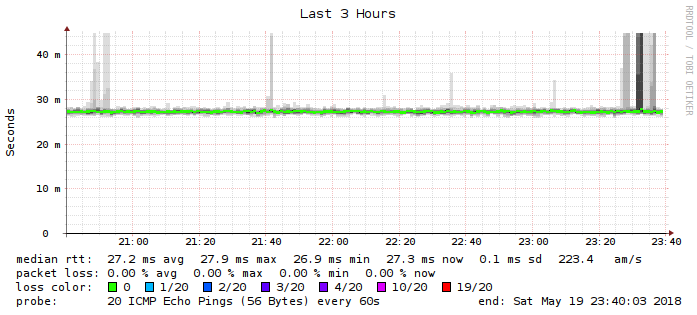 Last 3 Hours
RRDTOOL / TOBI OETIKER
Seconds
40 m
30 m
20 m
10 m
0
21:00 21:20 21:40 22:00 22:20 22:40 23:00 23:20 23:40
median rtt: 27.2 ms avg 27.9 ms max 26.9 ms min 27.3 ms now 0.1 ms sd 223.4 am/s
packet loss: 0.00 % avg 0.00 % max 0.00 % min 0.00 % now
loss color: 0 1/20 2/20 3/20 4/20 10/20 19/20
probe: 20 ICMP Echo Pings (56 Bytes) every 60s end: Sat May 19 23:40:03 2018